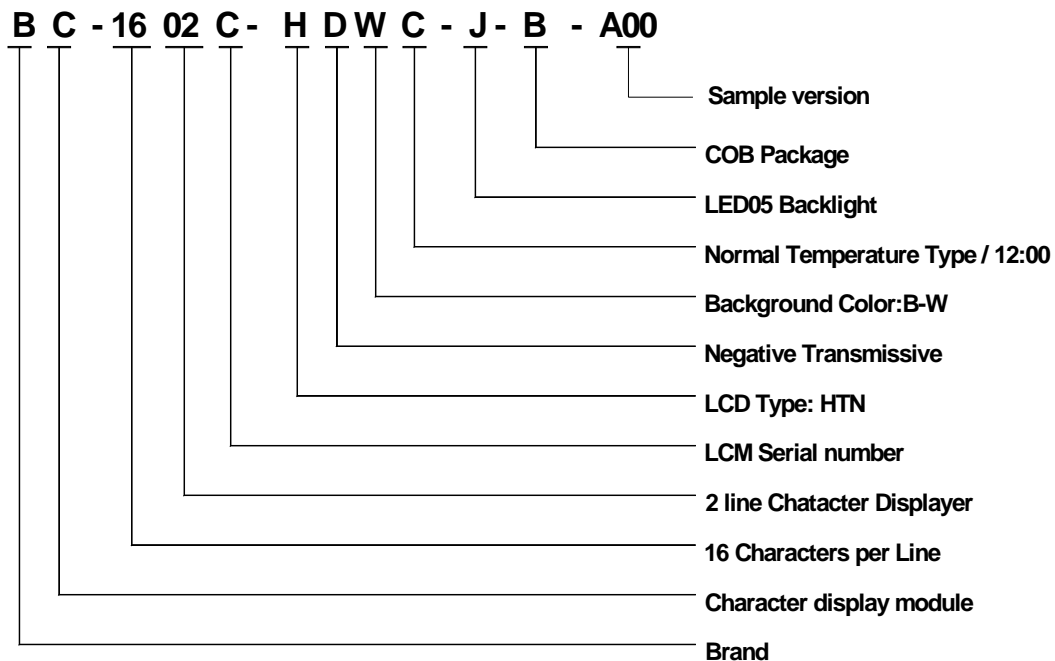 B C - 16 02 C - H D W C - J - B - A00
Sample version
COB Package
LED05 Backlight
Normal Temperature Type / 12:00
Background Color:B-W
Negative Transmissive
LCD Type: HTN
LCM Serial number
2 line Chatacter Displayer
16 Characters per Line
Character display module
Brand